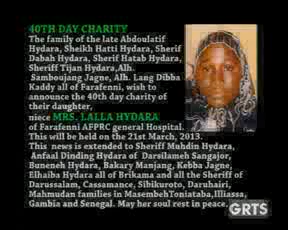 40TH DAY CHARITY
The family of the late Abdoulatif
Hydara, Sheikh Hatti Hydara, Sherif
Dabah Hydara, Sherif Hatab Hydara,
Sheriff Tijan Hydara,Alh.
Samboujang Jagne, Alh. Lang Dibba
Kaddy all of Farafenni, wish to
announce the 40th day charity of
their daughter,
niece MRS. LALLA HYDARA
of Farafenni AFPRC general Hospital.
This will be held on the 21st March, 2013.
This news is extended to Sheriff Muhdin Hydara,
Anfaal Dinding Hydara of Darsilameh Sangajor,
Buneneh Hydara, Bakary Manjang, Kebba Jagne,
Elhaiba Hydara all of Brikama and all the Sheriff of
Darussalam, Cassamance, Sibikuroto, Daruhairi,
Mahmudan families in MasembehToniataba,Illiassa,
Gambia and Senegal. May her soul rest in peace.
GRTS